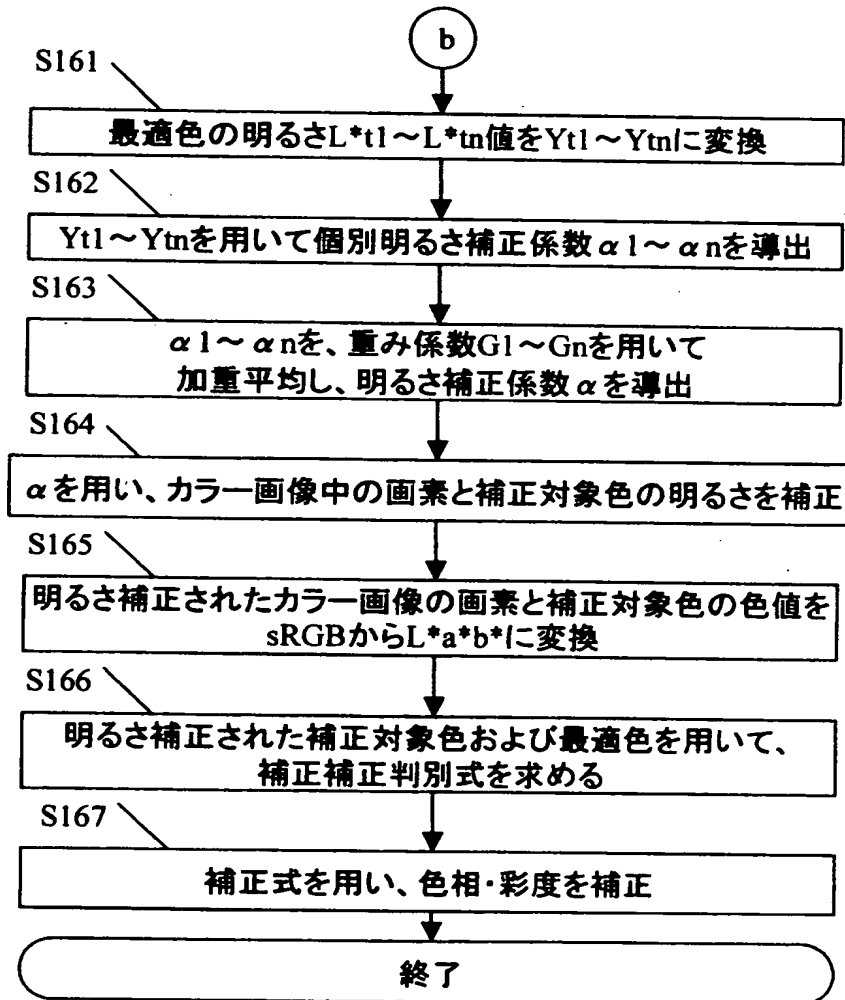 b
S161
最適色の明るさL*t1～L*tn値をYt1～Ytnに変換
S162
Yt1～Ytnを用いて個別明るさ補正係数α1～αnを導出
S163
α1～αnを、重み係数G1～Gnを用いて
加重平均し、明るさ補正係数αを導出
S164
αを用い、カラー画像中の画素と補正対象色の明るさを補正
S165
明るさ補正されたカラー画像の画素と補正対象色の色値を
sRGBからL*a*b*に変換
S166
明るさ補正された補正対象色および最適色を用いて、
補正補正判別式を求める
S167
補正式を用い、色相・彩度を補正
終了